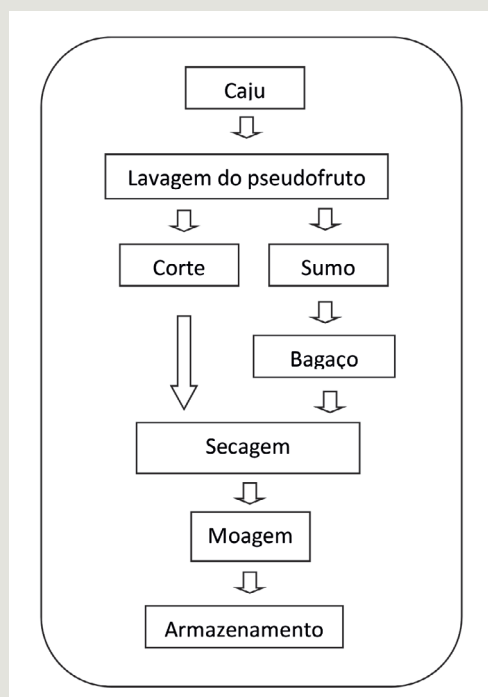 Caju
Lavagem do pseudofruto
Corte
Sumo
Bagaço
Secagem
Moagem
Armazenamento